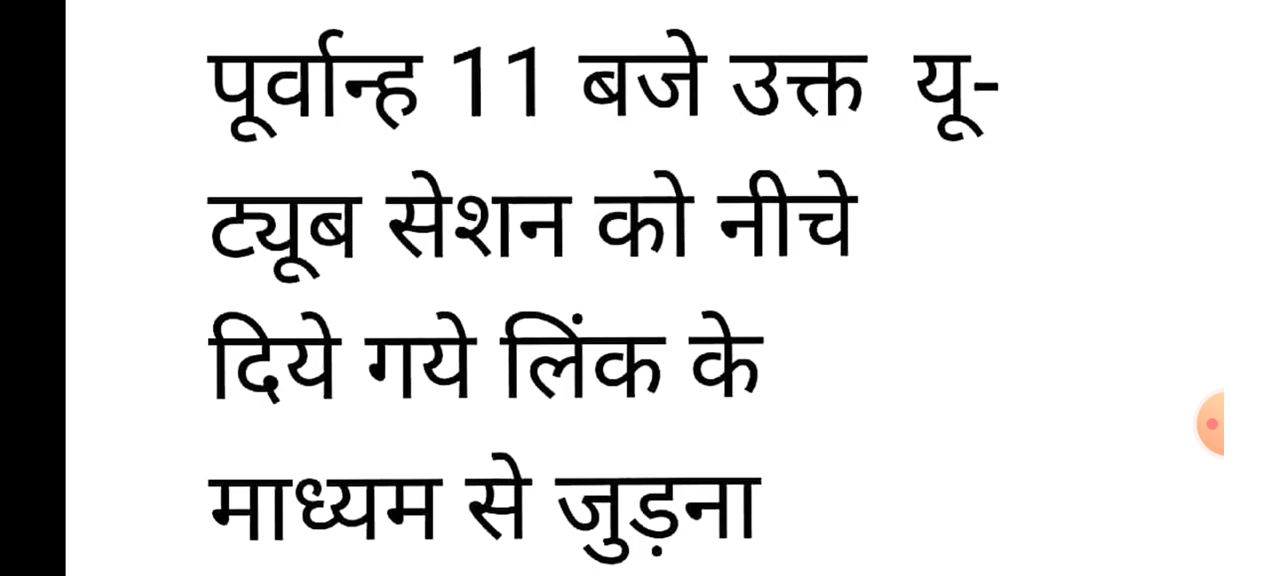 पूर्वान्ह 11 बजे उक्त यू-
ट्यूब सेशन को नीचे
दिये गये लिंक के
माध्यम से जुड़ना